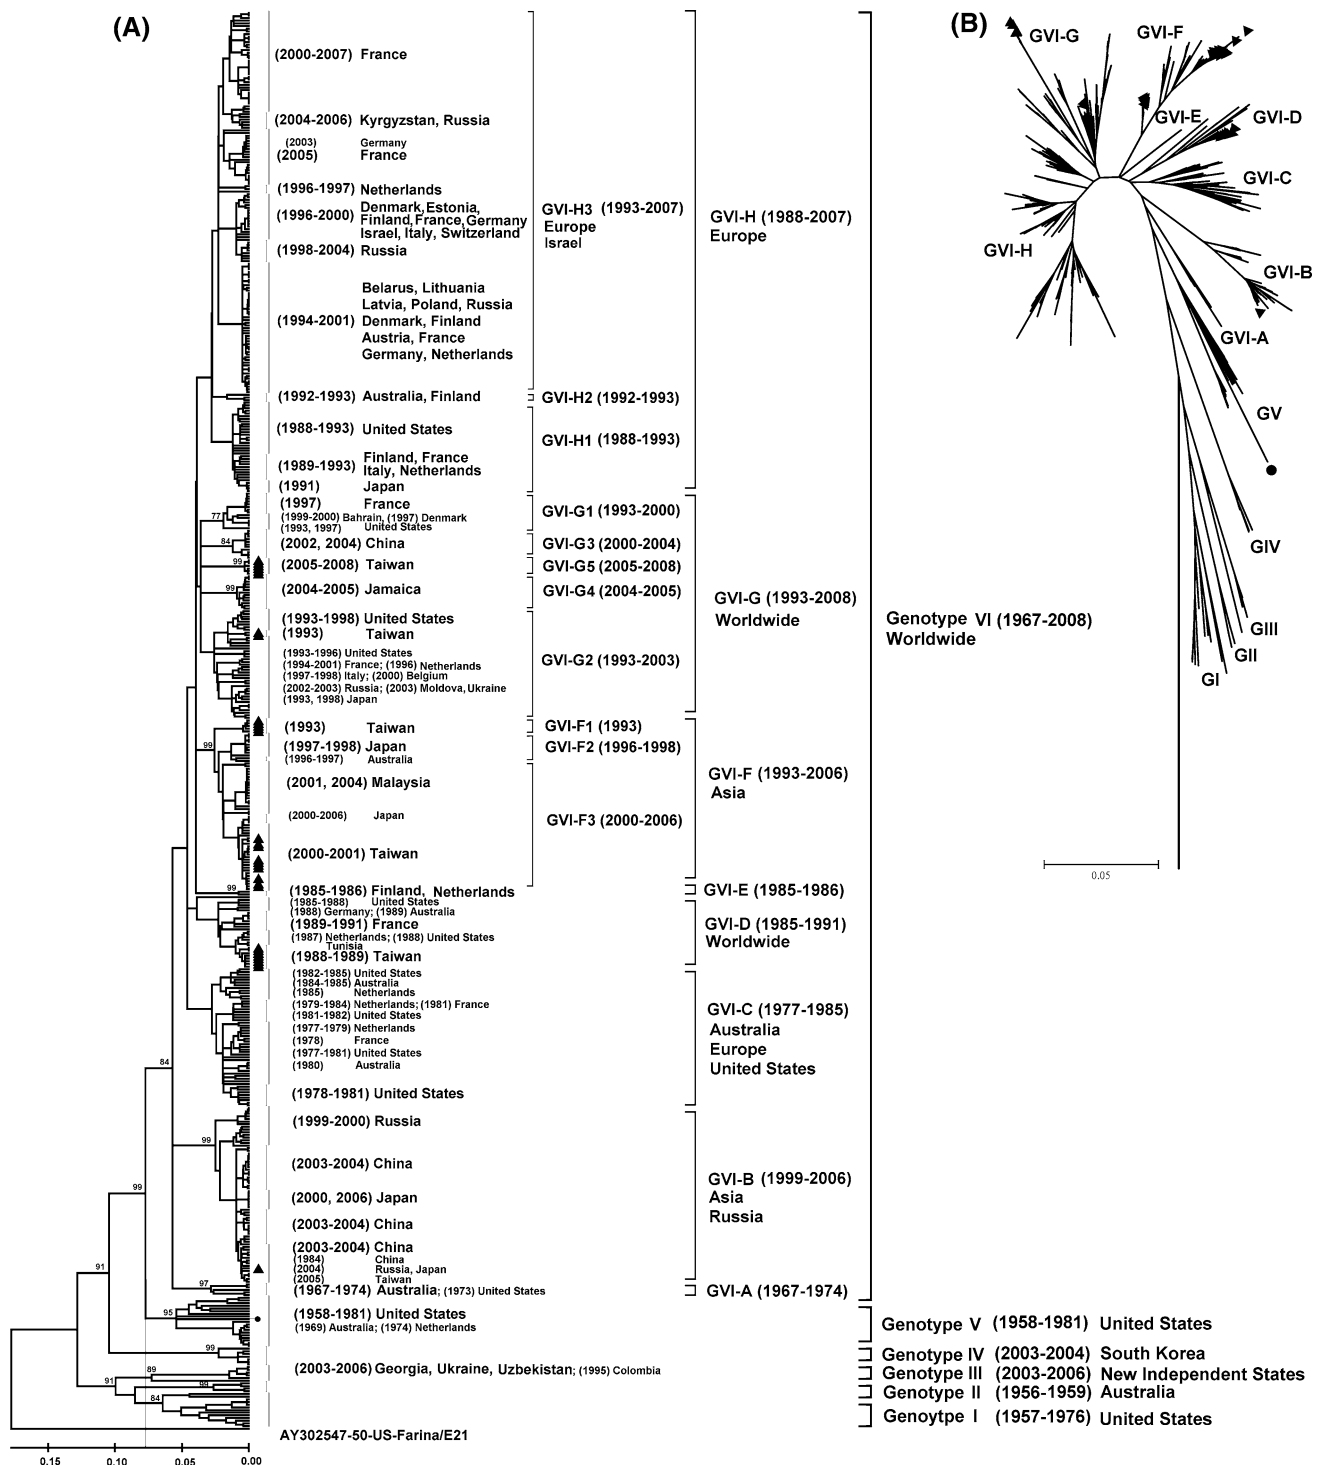 (A)
(2000-2007) France
(2004-2006) Kyrgyzstan, Russia
(2003) Germany
(2005) France
(1996-1997) Netherlands
(1996-2000) Denmark, Estonia,
Finland, France, Germany
Israel, Italy, Switzerland
(1998-2004) Russia
Belarus, Lithuania
Latvia, Poland, Russia
(1994-2001) Denmark, Finland
Austria, France
Germany, Netherlands
(1992-1993) Australia, Finland
(1988-1993) United States
(1989-1993) Finland, France
Italy, Netherlands
(1991) Japan
(1997) France
(1999-2000) Bahrain, (1997) Denmark
(1993, 1997) United States
(2002, 2004) China
(2005-2008) Taiwan
(2004-2005) Jamaica
(1993-1998) United States
(1993) Taiwan
(1993-1996) United States
(1994-2001) France; (1996) Netherlands
(1997-1998) Italy; (2000) Belgium
(2002-2003) Russia; (2003) Moldova, Ukraine
(1993, 1998) Japan
(1993) Taiwan
(1997-1998) Japan
(1996-1997) Australia
(2001, 2004) Malaysia
(2000-2006) Japan
(2000-2001) Taiwan
(1985-1986) Finland, Netherlands
(1985-1988) United States
(1988) Germany; (1989) Australia
(1989-1991) France
(1987) Netherlands; (1988) United States
Tunisia
(1988-1989) Taiwan
(1982-1985) United States
(1984-1985) Australia
(1985) Netherlands
(1979-1984) Netherlands; (1981) France
(1981-1982) United States
(1977-1979) Netherlands
(1978) France
(1977-1981) United States
(1980) Australia
(1978-1981) United States
(1999-2000) Russia
(2003-2004) China
(2000, 2006) Japan
(2003-2004) China
(2003-2004) China
(1984) China
(2004) Russia, Japan
(2005) Taiwan
(1967-1974) Australia; (1973) United States
(1958-1981) United States
(1969) Australia; (1974) Netherlands
(2003-2006) Georgia, Ukraine, Uzbekistan; (1995) Colombia
AY302547-50-US-Farina/E21
77
84
99
99
99
99
84
99
99
97
91
95
99
89
91
99
84
0.15 0.10 0.05 0.00
GVI-H3 (1993-2007)
Europe
Israel
GVI-H2 (1992-1993)
GVI-H1 (1988-1993)
GVI-G1 (1993-2000)
GVI-G3 (2000-2004)
GVI-G5 (2005-2008)
GVI-G4 (2004-2005)
GVI-G2 (1993-2003)
GVI-F1 (1993)
GVI-F2 (1996-1998)
GVI-F3 (2000-2006)
GVI-H (1988-2007)
Europe
GVI-G (1993-2008)
Worldwide
GVI-F (1993-2006)
Asia
GVI-E (1985-1986)
GVI-D (1985-1991)
Worldwide
GVI-C (1977-1985)
Australia
Europe
United States
GVI-B (1999-2006)
Asia
Russia
GVI-A (1967-1974)
Genotype VI (1967-2008)
Worldwide
Genotype V (1958-1981) United States
Genotype IV (2003-2004) South Korea
Genotype III (2003-2006) New Independent States
Genotype II (1956-1959) Australia
Genoytpe I (1957-1976) United States
(B)
GVI-G
GVI-F
GVI-E
GVI-D
GVI-C
GVI-H
GVI-B
GVI-A
GV
GIV
GIII
GII
GI
0.05